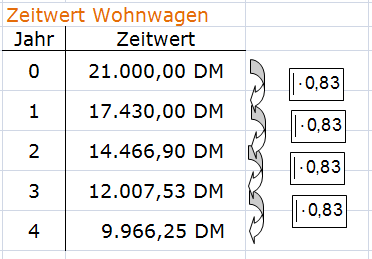 Zeitwert Wohnwagen
Jahr Zeitwert
0 21.000,00 DM
· 0,83
1 17.430,00 DM
· 0,83
2 14.466,90 DM
· 0,83
3 12.007,53 DM
· 0,83
4 9.966,25 DM